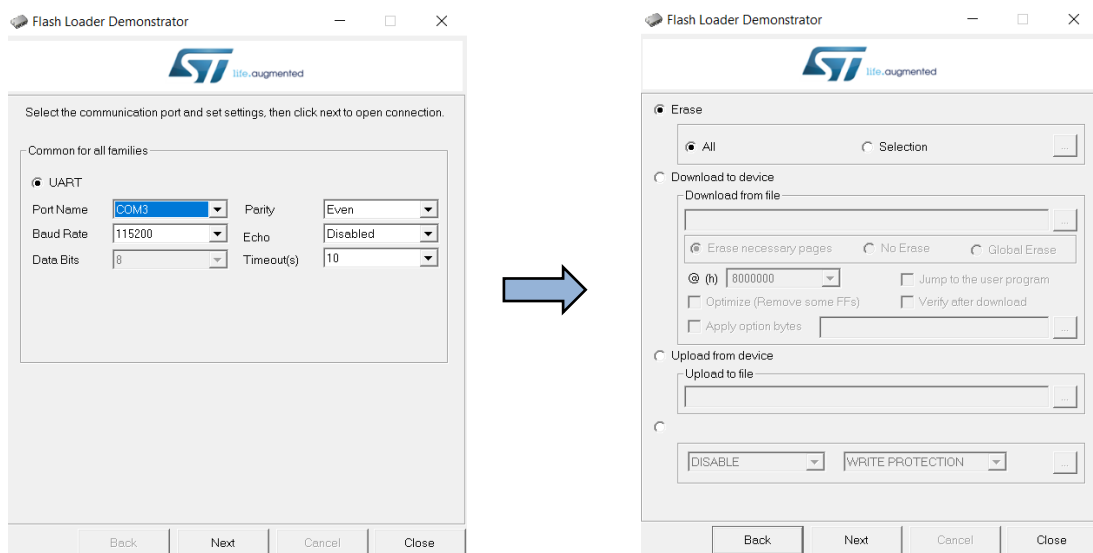 Flash Loader Demonstrator
life.augmented
Select the communication port and set settings, then click next to open connection.
Common for all families
UART
Port Name COM3 Parity Even
Baud Rate 115200 Echo Disabled
Data Bits 8 Timeout(s) 10
Back Next Cancel Close
Flash Loader Demonstrator
life.augmented
Erase
All Selection ...
Download to device
Download from file
...
Erase necessary pages No Erase Global Erase
@ (h) 8000000 Jump to the user program
Optimize (Remove some FFs) Verify after download
Apply option bytes ...
Upload from device
Upload to file
...
DISABLE WRITE PROTECTION ...
Back Next Cancel Close